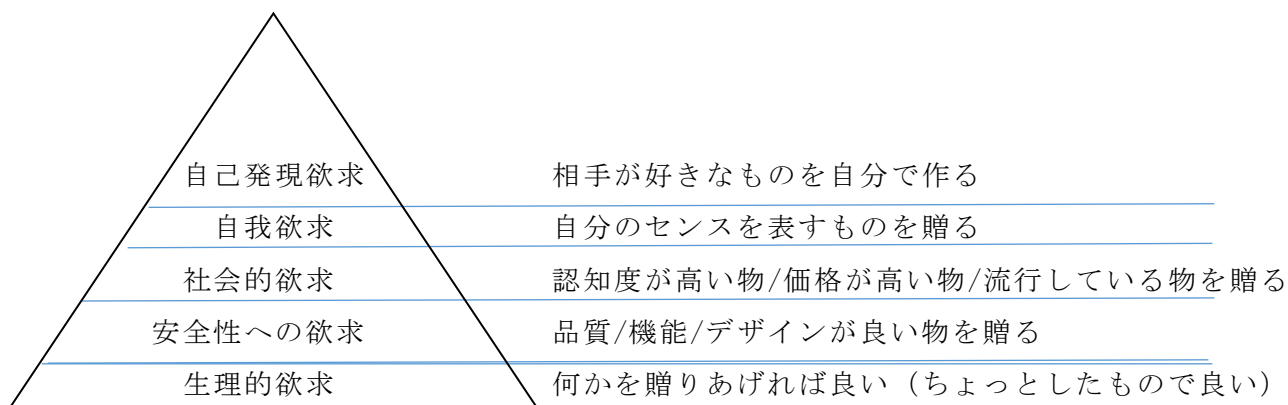 自己発現欲求 相手が好きなものを自分で作る
自我欲求 自分のセンスを表すものを贈る
社会的欲求 認知度が高い物/価格が高い物/流行している物を贈る
安全性への欲求 品質/機能/デザインが良い物を贈る
生理的欲求 何かを贈りあげれば良い（ちょっとしたもので良い）